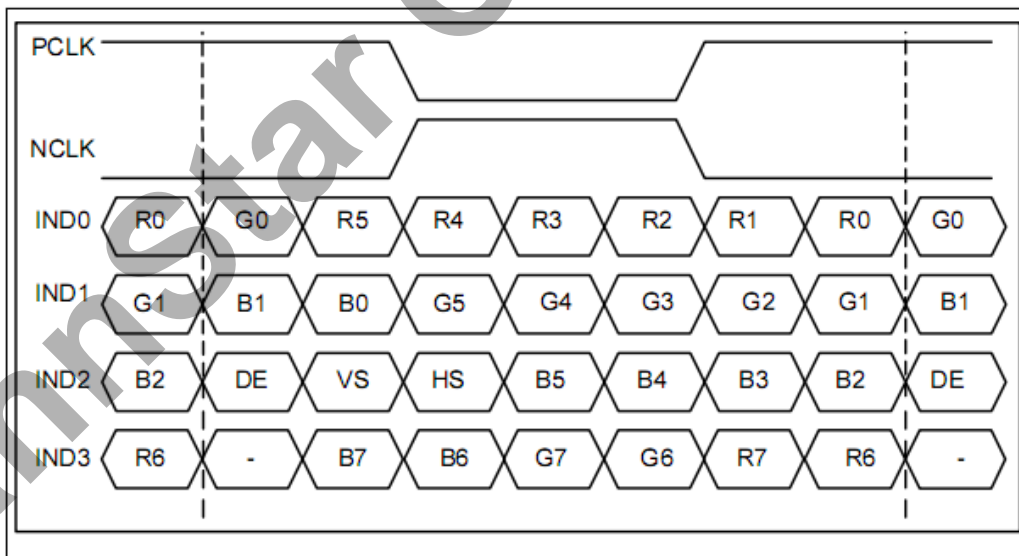 PCLK
NCLK
IND0 R0 G0 R5 R4 R3 R2 R1 R0 G0
IND1 G1 B1 B0 G5 G4 G3 G2 G1 B1
IND2 B2 DE VS HS B5 B4 B3 B2 DE
IND3 R6 - B7 B6 G7 G6 R7 R6 -